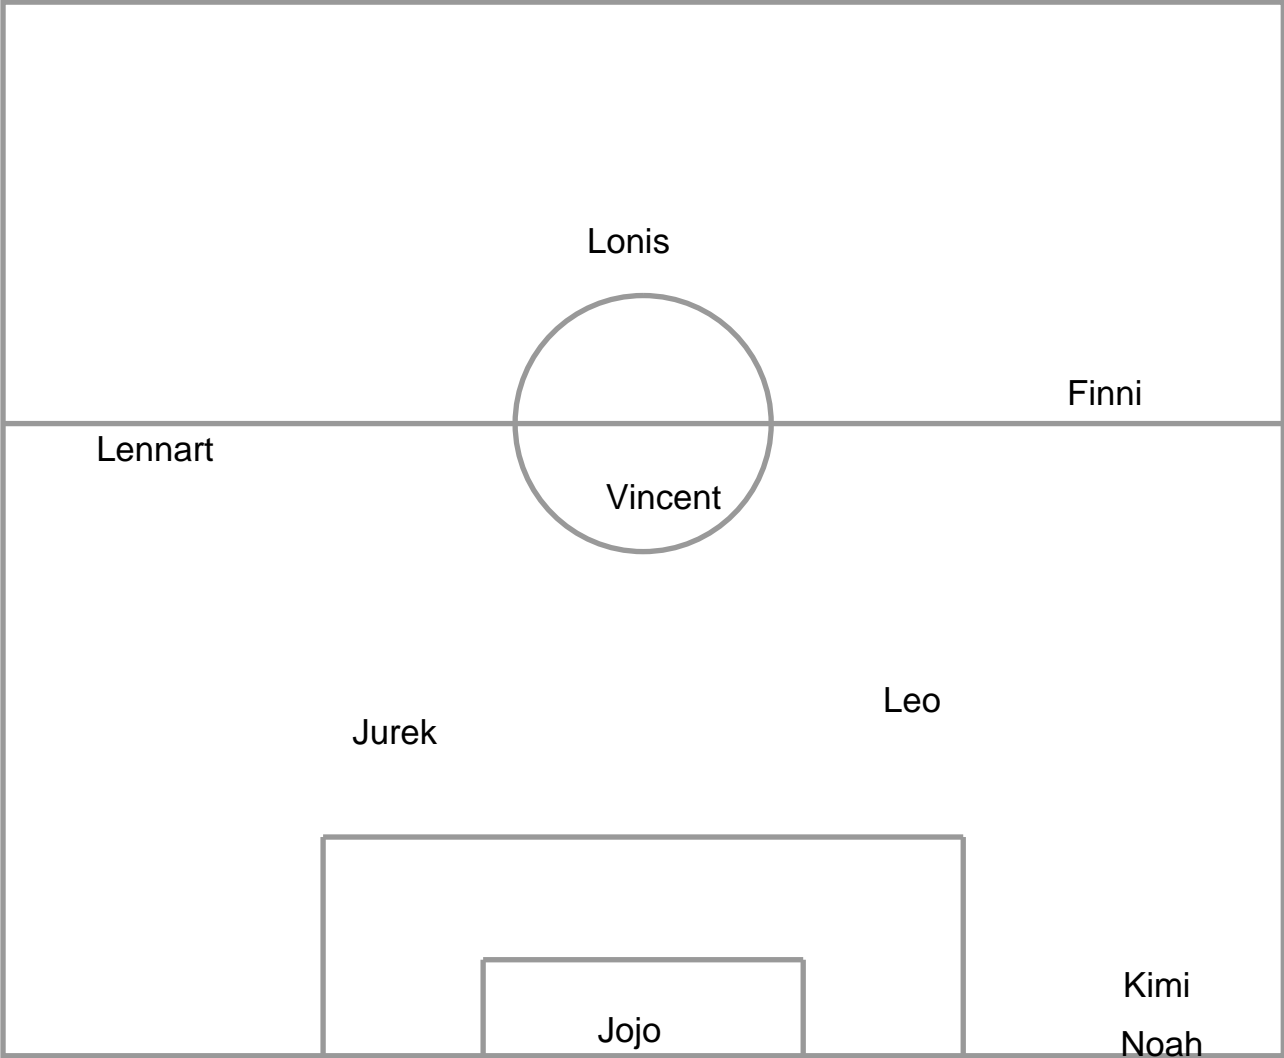 Lonis
Finni
Lennart
Vincent
Leo
Jurek
Kimi
Jojo
Noah